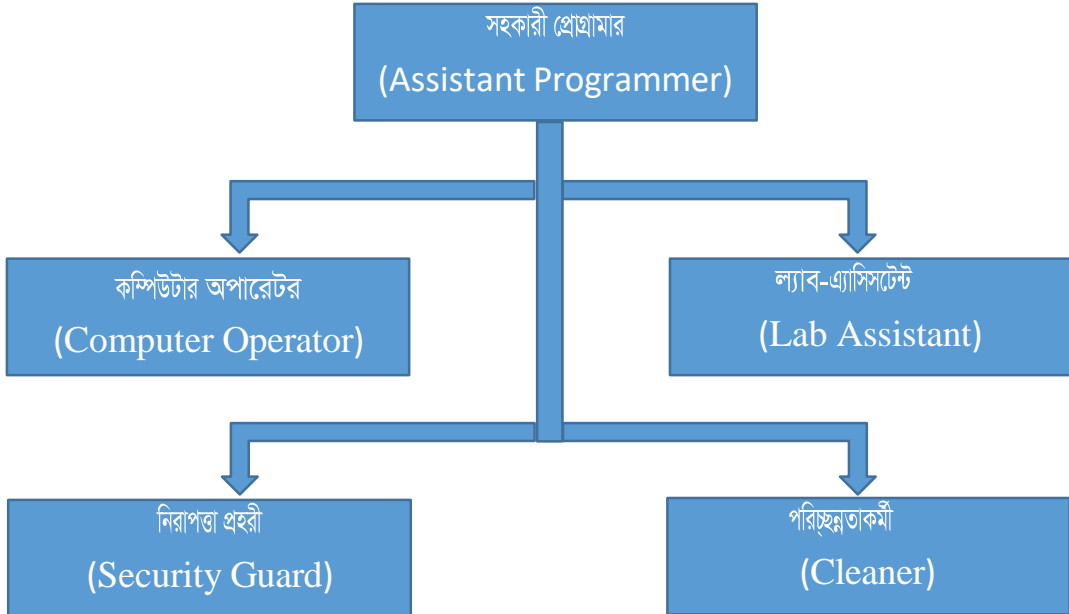 সহকারী প্রোগ্রামার
(Assistant Programmer)
কম্পিউটার অপারেটর
(Computer Operator)
ল্যাব-এ্যাসিসটেন্ট
(Lab Assistant)
নিরাপত্তা প্রহরী
(Security Guard)
পরিচ্ছন্নতাকর্মী
(Cleaner)